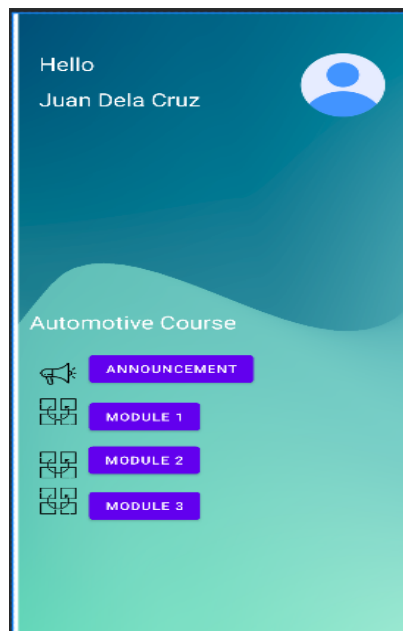 Hello
Juan Dela Cruz
Automotive Course
ANNOUNCEMENT
MODULE 1
MODULE 2
MODULE 3